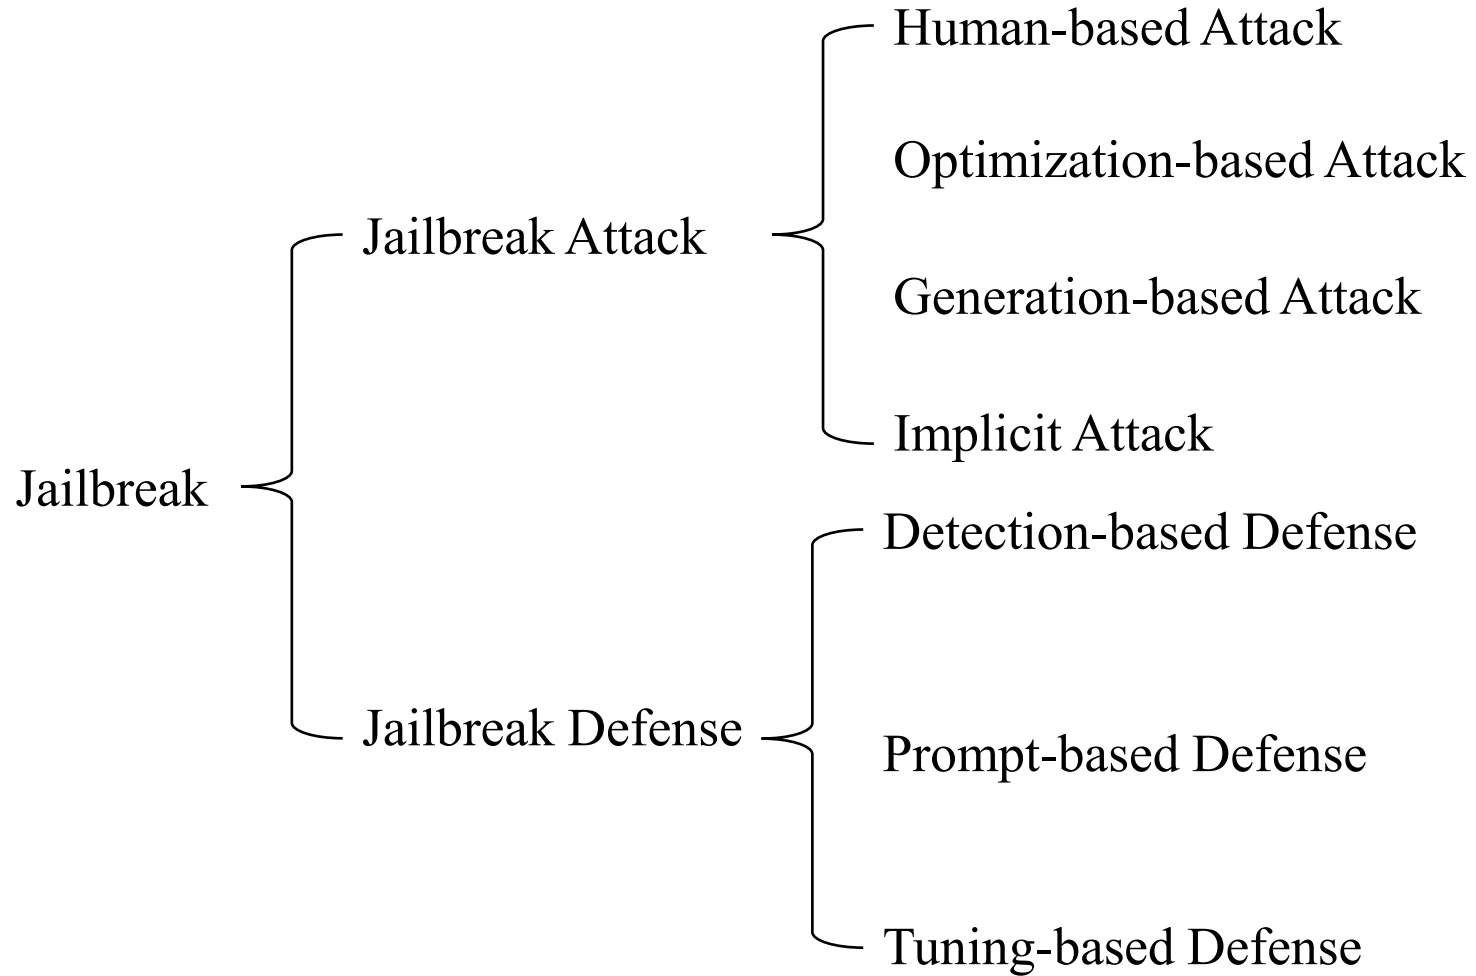 Human-based Attack
Optimization-based Attack
Jailbreak Attack
Generation-based Attack
Implicit Attack
Jailbreak
Detection-based Defense
Jailbreak Defense
Prompt-based Defense
Tuning-based Defense